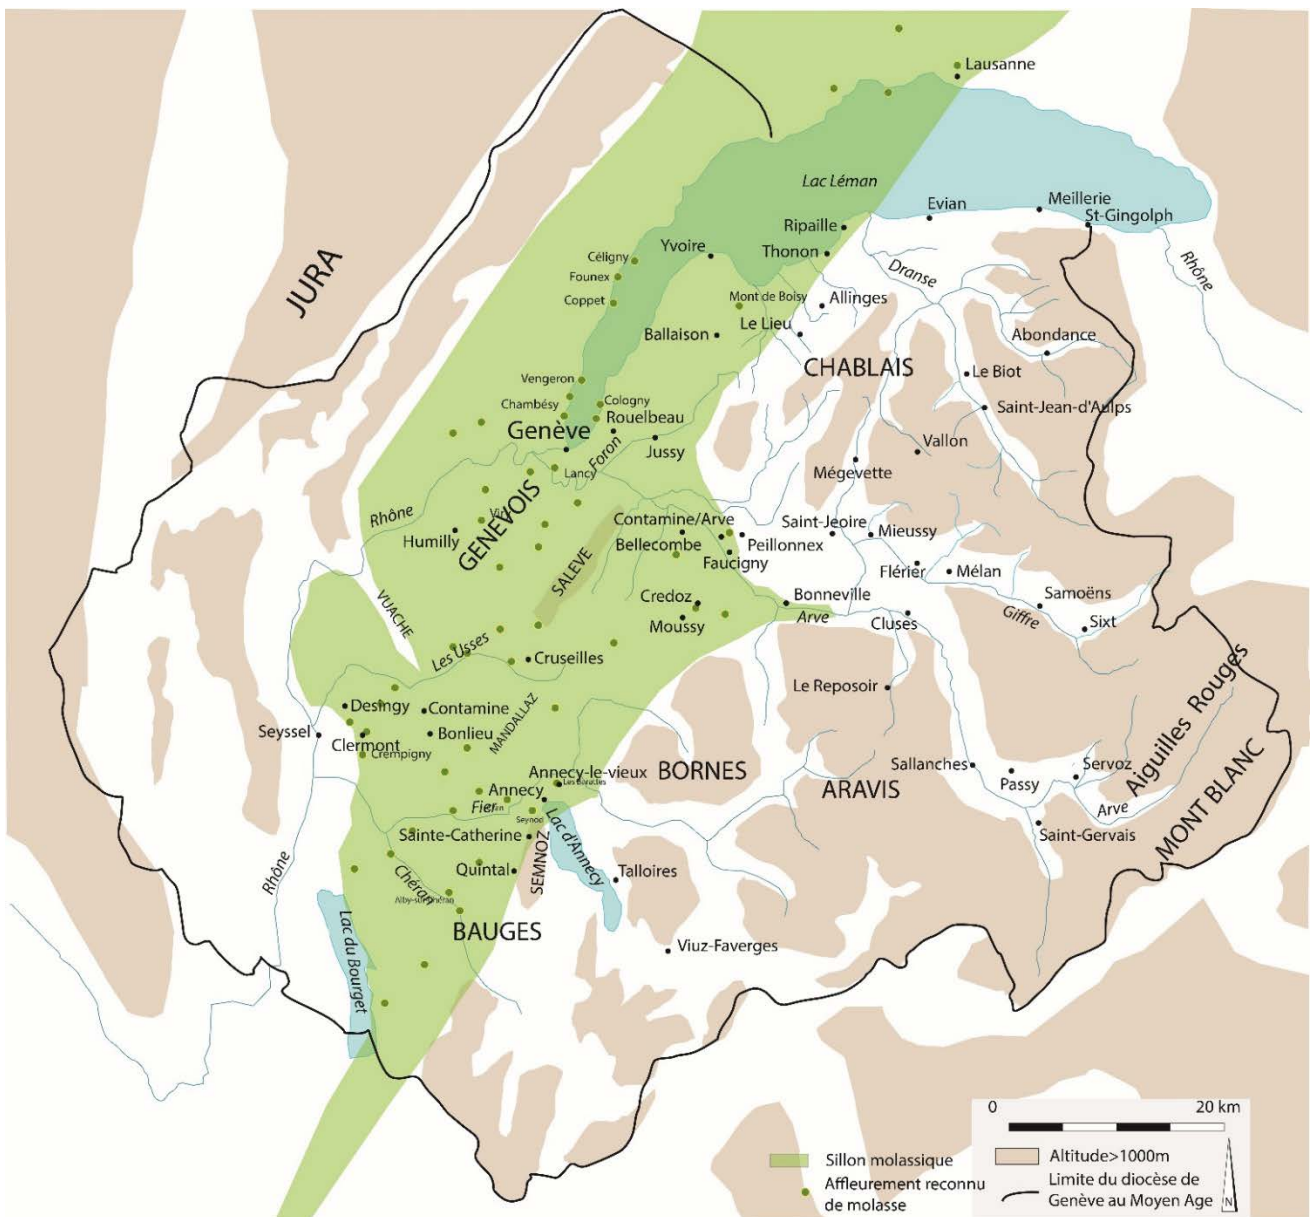 Lausanne
Lac Léman
Evian
Meillerie
St-Gingolph
Ripaille
Thonon
Yvoire
Rhône
Dranse
Céligny
Founex
Coppet
JURA
Mont de Boisy
Allinges
Ballaison
Le Lieu
Abondance
CHABLAIS
Le Biot
Vengeron
Chambésy
Cologny
Rouelbeau
Saint-Jean-d'Aulps
Genève
Foron
Jussy
Vallon
Lancy
Mégevette
GENEVOIS
Rhône
Humilly
Contamine/Arve
Saint-Jeoire
Mieussy
Bellecombe
Peillonnex
Faucigny
SALEVE
Flérier
Mélan
VUACHE
Credoz
Bonneville
Samoëns
Moussy
Arve
Cluses
Giffre
Sixt
Les Usses
Cruseilles
Le Reposoir
Desingy
Contamine
MANDALLAZ
Seyssel
Clermont
Bonlieu
Crempigny
Aiguilles Rouges
Annecy-le-vieux
BORNES
Sallanches
Servoz
Passy
Annecy
ARAVIS
Fier
Seynod
Arve
MONT BLANC
Sainte-Catherine
Saint-Gervais
Lac d'Annecy
SEMNOZ
Rhône
Chéran
Quintal
Talloires
Alby-sur-Chéran
BAUGES
Lac du Bourget
Viuz-Faverges
0 20 km
Sillon molassique
Affleurement reconnu
de molasse
Altitude>1000m
Limite du diocèse de
Genève au Moyen Age
N